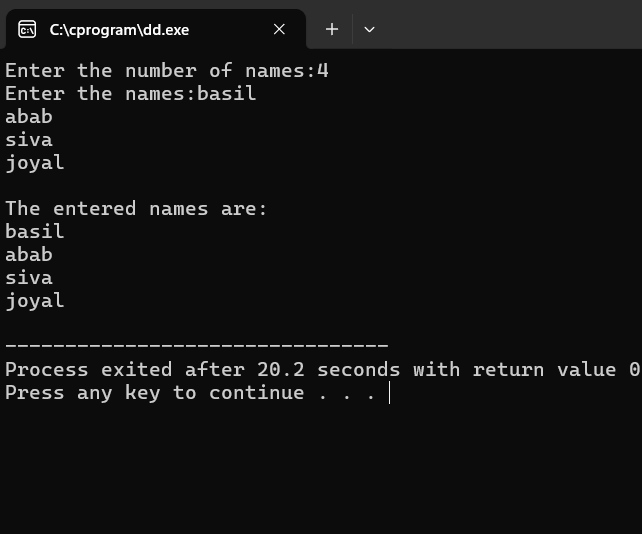 C:\cprogram\dd.exe
Enter the number of names:4
Enter the names:basil
abab
siva
joyal
The entered names are:
basil
abab
siva
joyal
--------------------------------
Process exited after 20.2 seconds with return value 0
Press any key to continue . . .